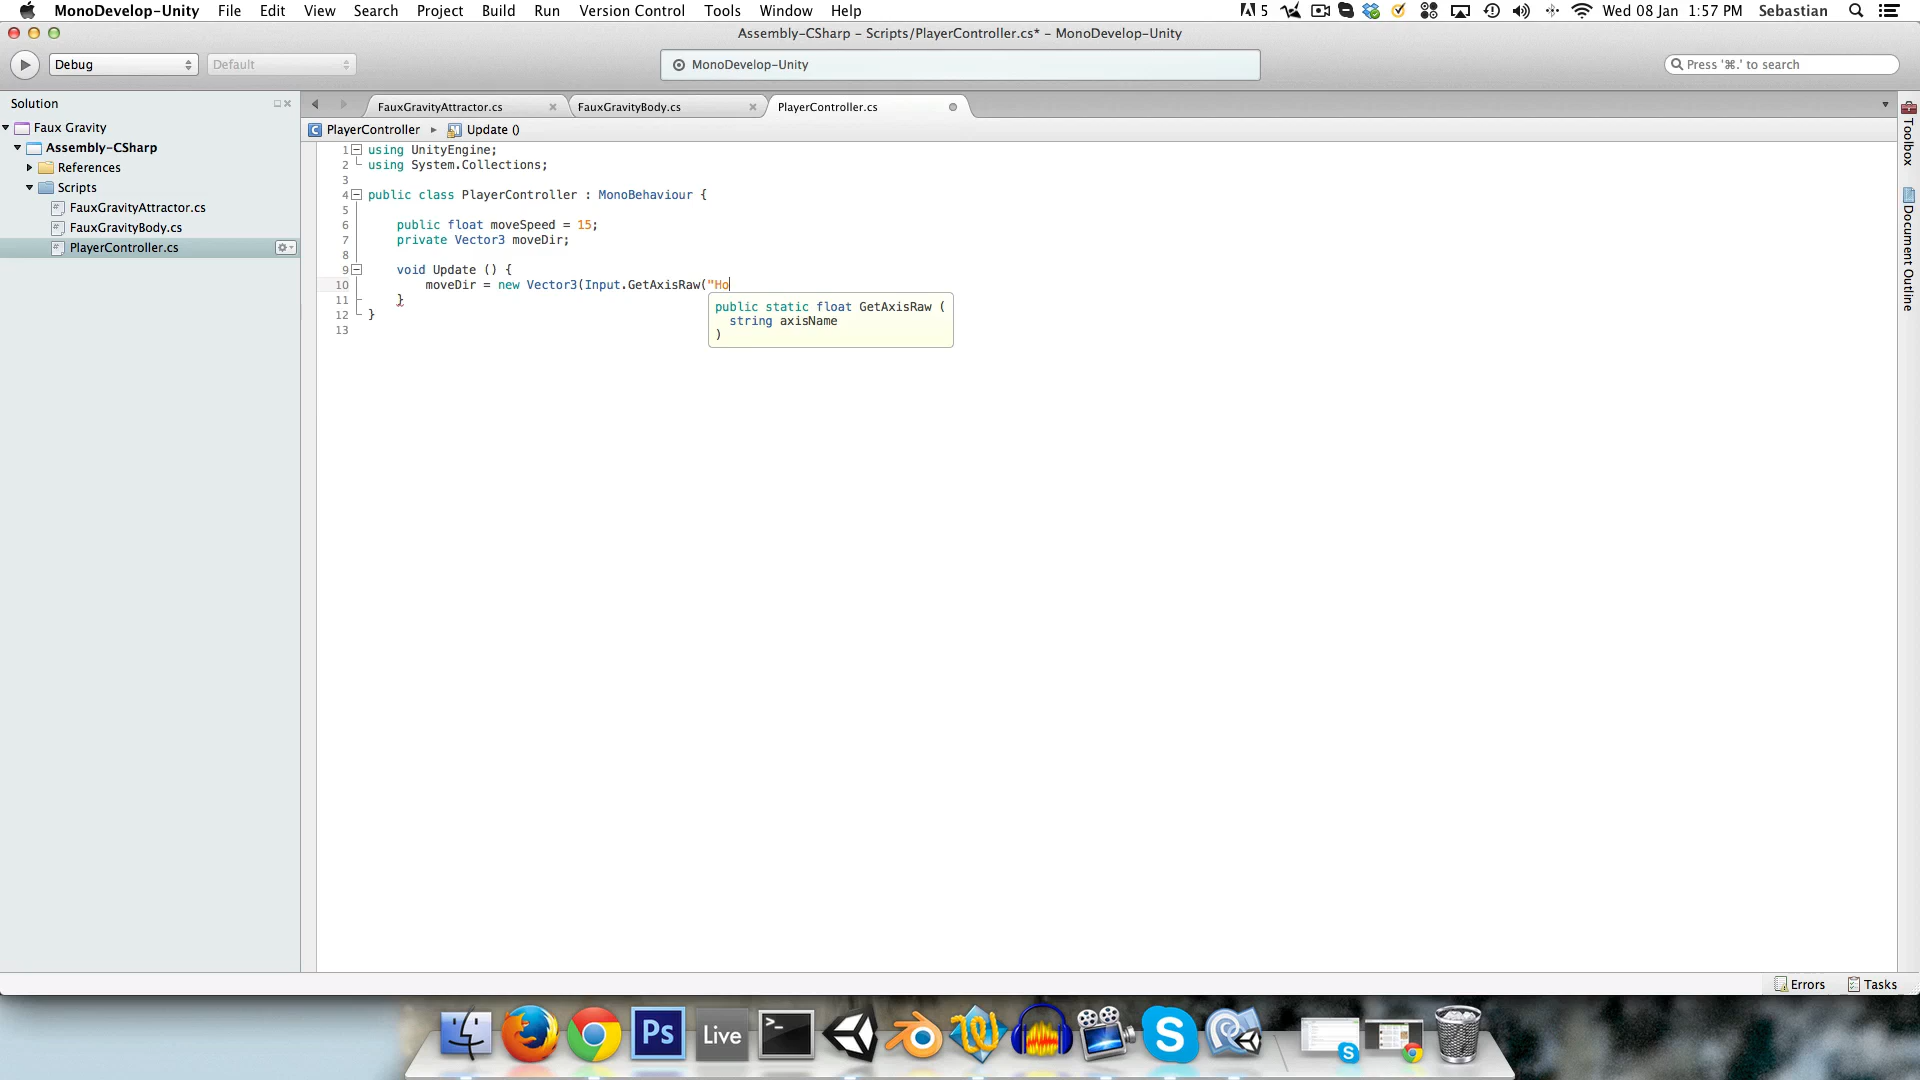 MonoDevelop-Unity File Edit View Search Project Build Run Version Control Tools Window Help 5 Wed 08 Jan 1:57 PM Sebastian
Assembly-CSharp – Scripts/PlayerController.cs* – MonoDevelop-Unity
Debug Default MonoDevelop-Unity Press '⌘.' to search
Solution
Faux Gravity
Assembly-CSharp
References
Scripts
FauxGravityAttractor.cs
FauxGravityBody.cs
PlayerController.cs
FauxGravityAttractor.cs FauxGravityBody.cs PlayerController.cs
PlayerController Update ()
1 using UnityEngine;
2 using System.Collections;
3
4 public class PlayerController : MonoBehaviour {
5
6 public float moveSpeed = 15;
7 private Vector3 moveDir;
8
9 void Update () {
10 moveDir = new Vector3(Input.GetAxisRaw("Ho
11 }
12 }
13
public static float GetAxisRaw (
string axisName
)
Toolbox
Document Outline
Errors Tasks
Ps
Live